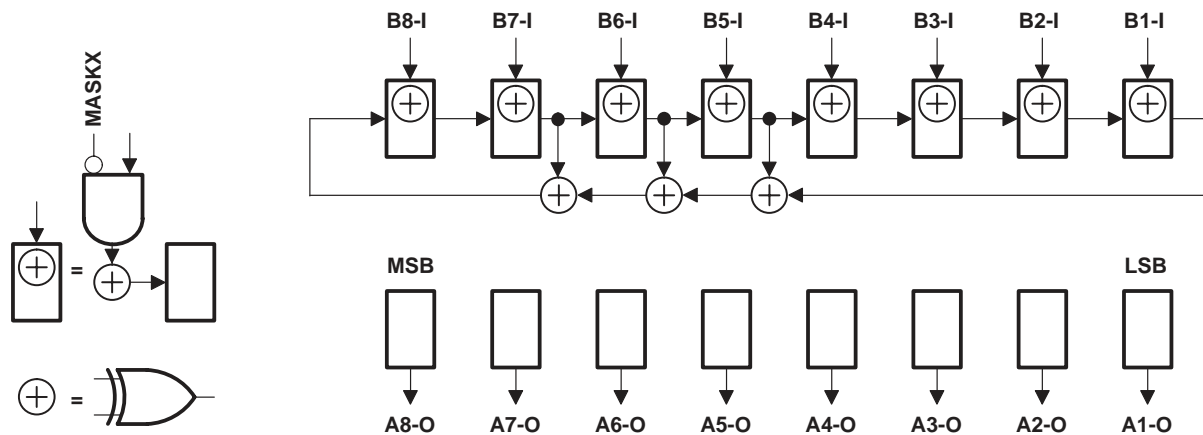 B8-I B7-I B6-I B5-I B4-I B3-I B2-I B1-I
MASKX
=
MSB LSB
=
A8-O A7-O A6-O A5-O A4-O A3-O A2-O A1-O